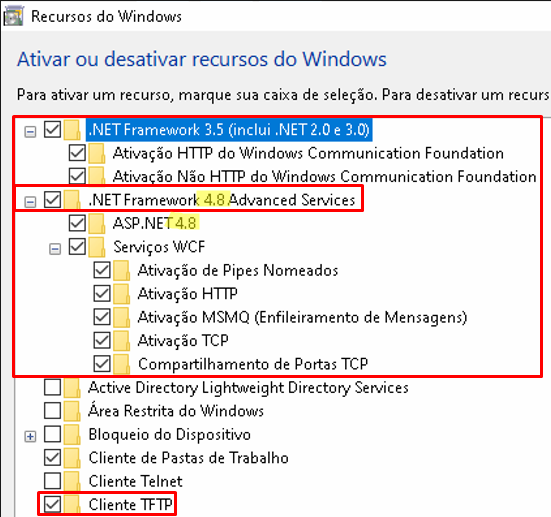 Recursos do Windows
Ativar ou desativar recursos do Windows
Para ativar um recurso, marque sua caixa de seleção. Para desativar um recurs
.NET Framework 3.5 (inclui .NET 2.0 e 3.0)
Ativação HTTP do Windows Communication Foundation
Ativação Não HTTP do Windows Communication Foundation
.NET Framework 4.8 Advanced Services
ASP.NET 4.8
Serviços WCF
Ativação de Pipes Nomeados
Ativação HTTP
Ativação MSMQ (Enfileiramento de Mensagens)
Ativação TCP
Compartilhamento de Portas TCP
Active Directory Lightweight Directory Services
Área Restrita do Windows
Bloqueio do Dispositivo
Cliente de Pastas de Trabalho
Cliente Telnet
Cliente TFTP